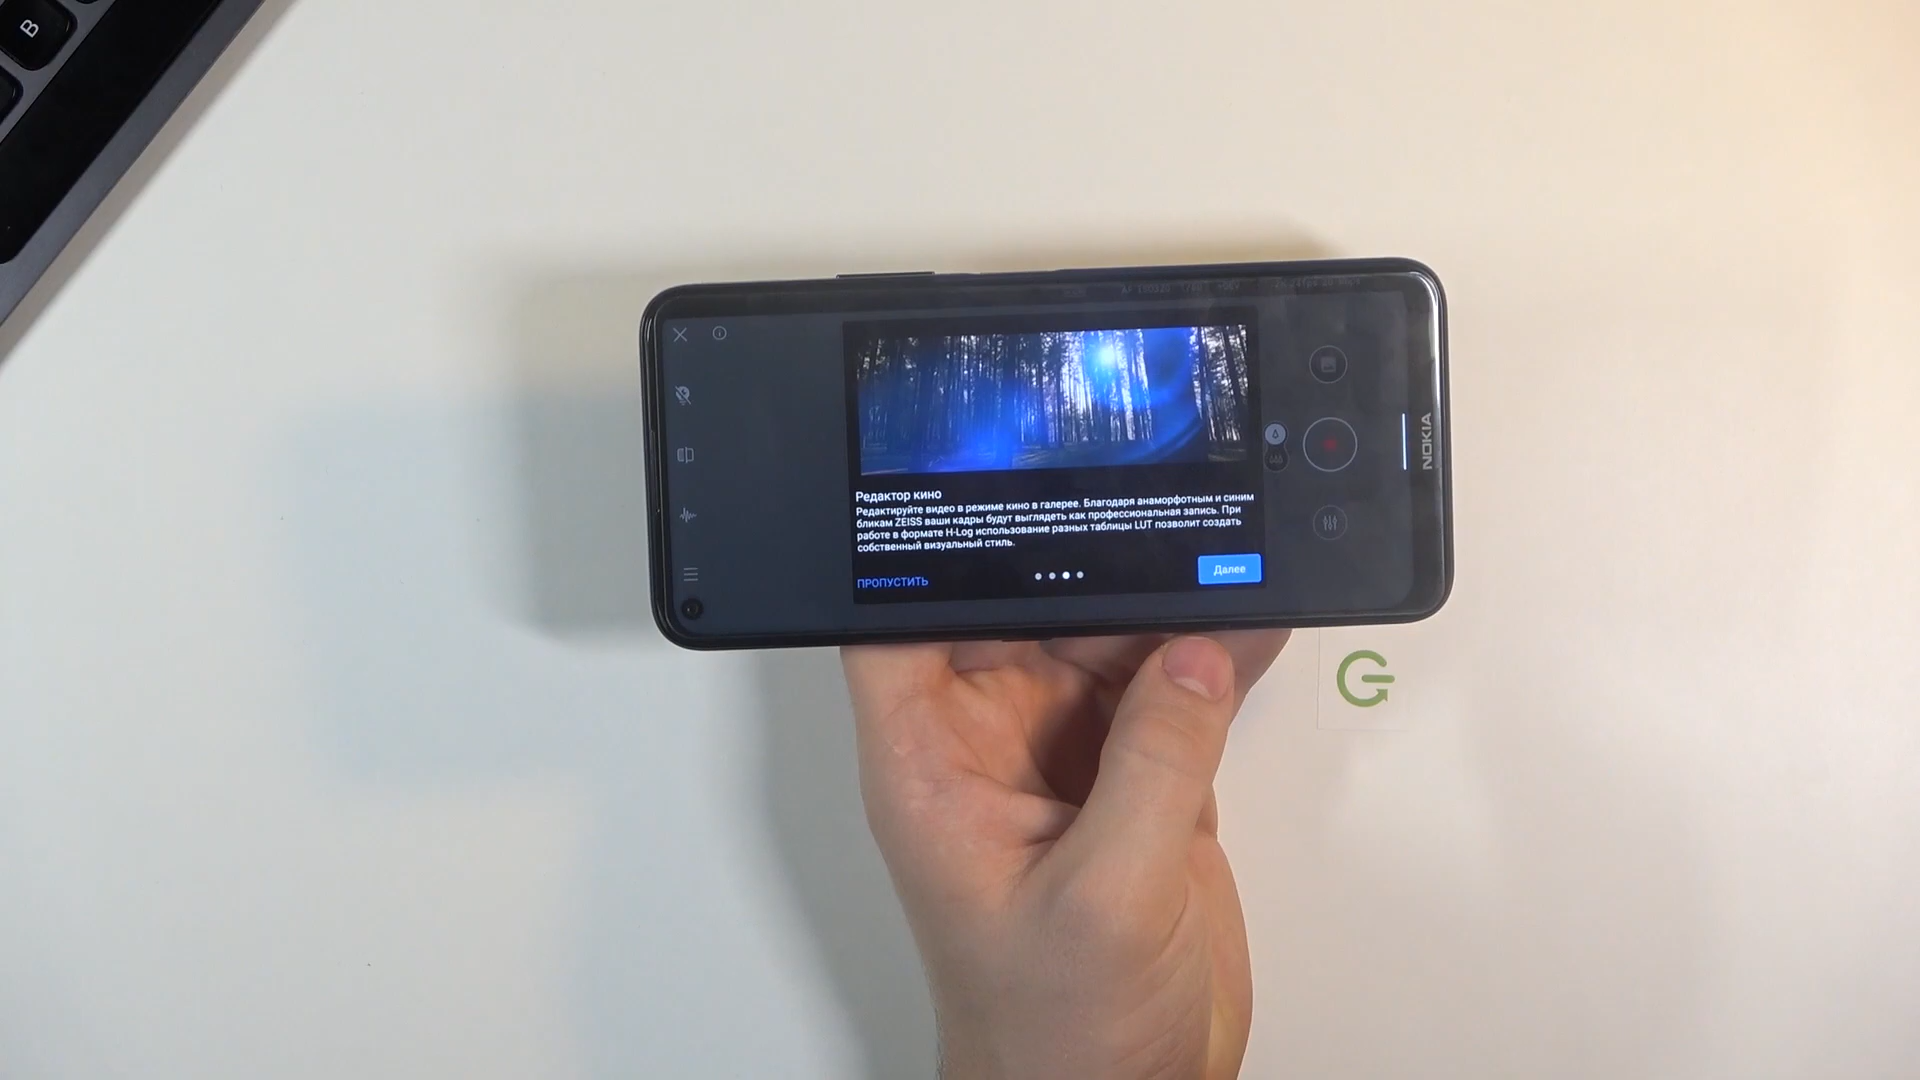 B
Редактор кино
Редактируйте видео в режиме кино в галерее. Благодаря анаморфотным и синим
бликам ZEISS ваши кадры будут выглядеть как профессиональная запись. При
работе в формате H-Log использование разных таблицы LUT позволит создать
собственный визуальный стиль.
ПРОПУСТИТЬ
Далее
NOKIA